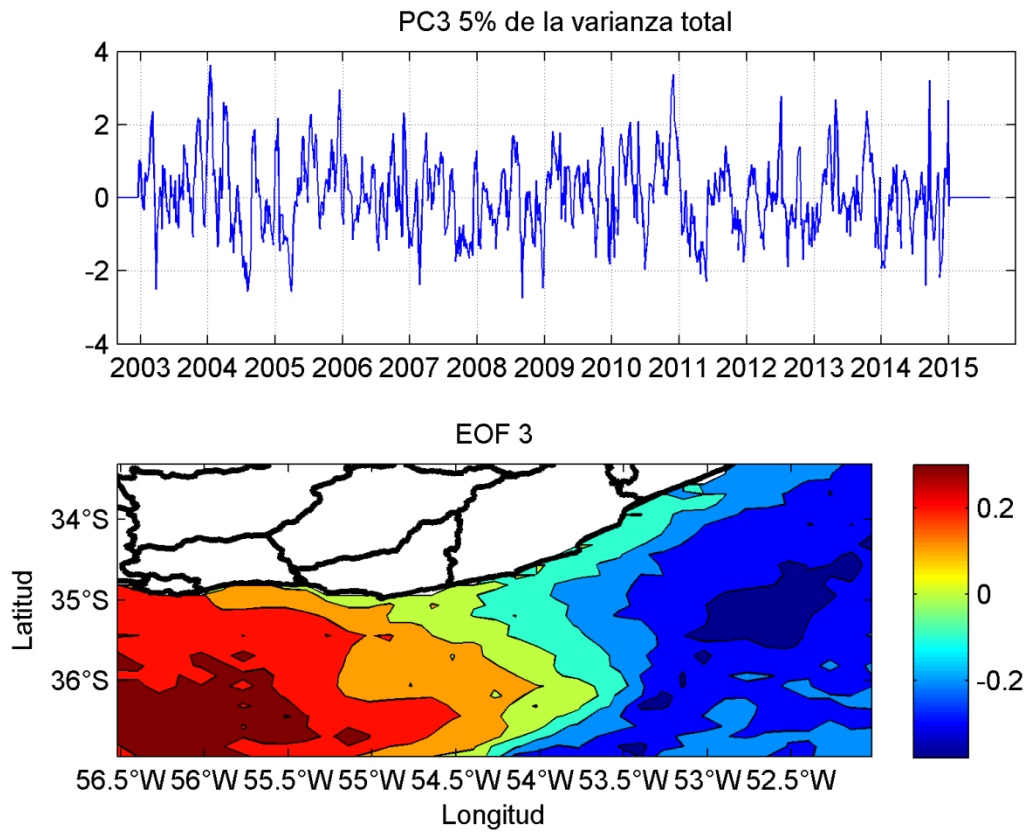 PC3 5% de la varianza total
4
2
0
-2
-4
2003 2004 2005 2006 2007 2008 2009 2010 2011 2012 2013 2014 2015
EOF 3
34°S
35°S
36°S
Latitud
0.2
0
-0.2
56.5°W 56°W 55.5°W 55°W 54.5°W 54°W 53.5°W 53°W 52.5°W
Longitud